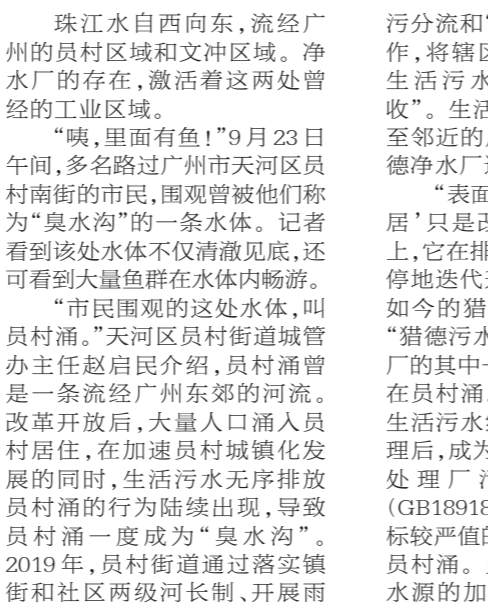 珠江水自西向东，流经广
州的员村区域和文冲区域。净
水厂的存在，激活着这两处曾
经的工业区域。
“咦，里面有鱼！”9月23日
午间，多名路过广州市天河区员
村南街的市民，围观曾被他们称
为“臭水沟”的一条水体。记者
看到该处水体不仅清澈见底，还
可看到大量鱼群在水体内畅游。
“市民围观的这处水体，叫
员村涌。”天河区员村街道城管
办主任赵启民介绍，员村涌曾
是一条流经广州东郊的河流。
改革开放后，大量人口涌入员
村居住，在加速员村城镇化发
展的同时，生活污水无序排放
员村涌的行为陆续出现，导致
员村涌一度成为“臭水沟”。
2019年，员村街道通过落实镇
街和社区两级河长制、开展雨
污分流和“
作，将辖区
生活污水
收”。生活
至邻近的
德净水厂
“表面
居’只是改
上，它在排
停地迭代
如今的猎
“猎德污水
厂的其中一
在员村涌
生活污水
理后，成为
处理厂污
(GB18918
标较严值的
员村涌。
水源的加